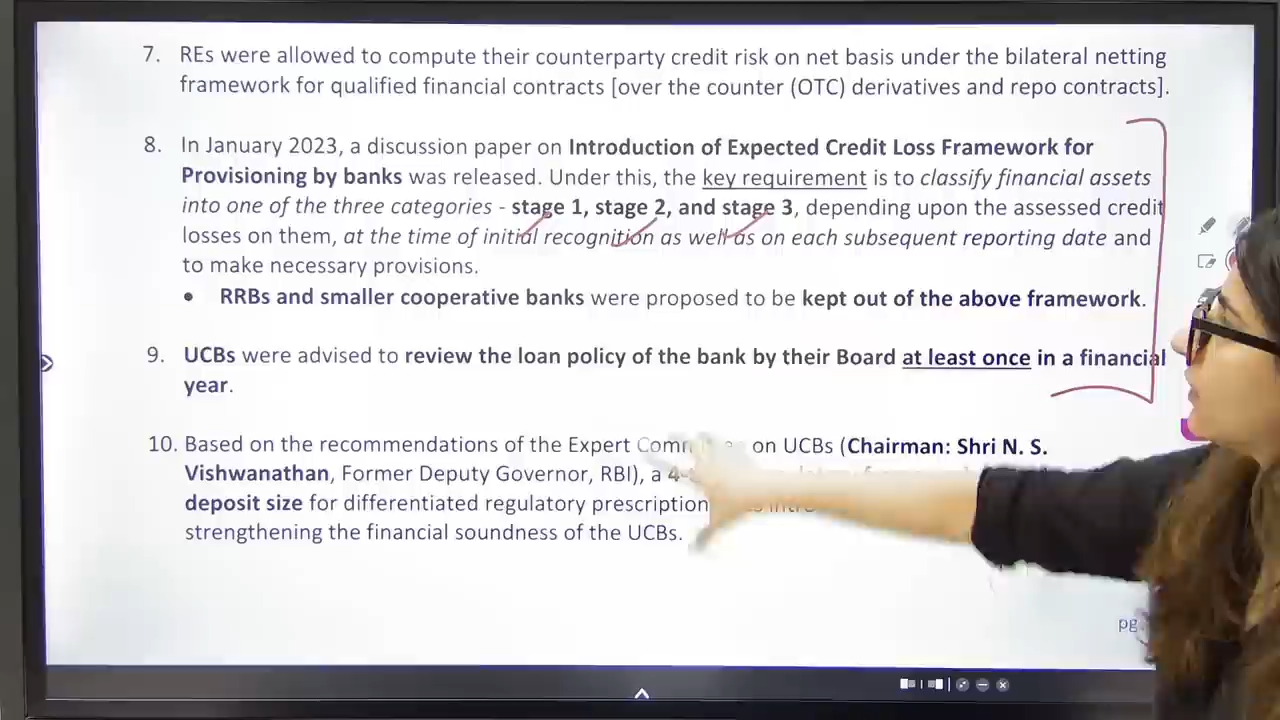 7. REs were allowed to compute their counterparty credit risk on net basis under the bilateral netting
framework for qualified financial contracts [over the counter (OTC) derivatives and repo contracts].
8. In January 2023, a discussion paper on Introduction of Expected Credit Loss Framework for
Provisioning by banks was released. Under this, the key requirement is to classify financial assets
into one of the three categories - stage 1, stage 2, and stage 3, depending upon the assessed credit
losses on them, at the time of initial recognition as well as on each subsequent reporting date and
to make necessary provisions.
• RRBs and smaller cooperative banks were proposed to be kept out of the above framework.
9. UCBs were advised to review the loan policy of the bank by their Board at least once in a financial
year.
10. Based on the recommendations of the Expert on UCBs (Chairman: Shri N. S.
Vishwanathan, Former Deputy Governor, RBI), a
deposit size for differentiated regulatory prescription
strengthening the financial soundness of the UCBs.
pg